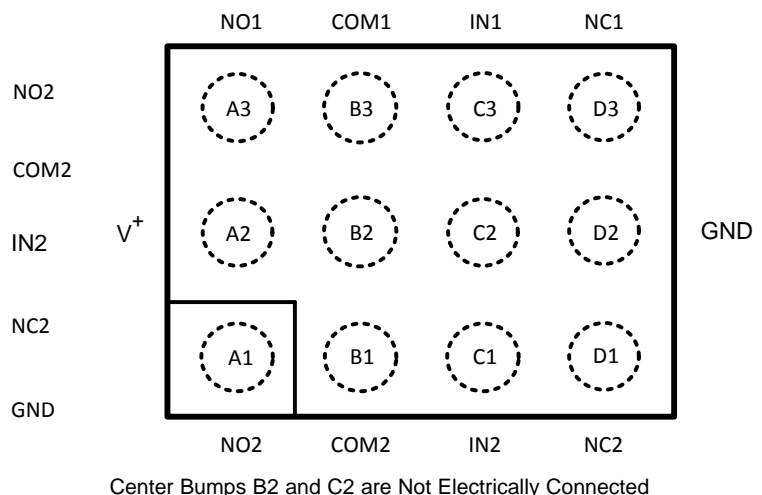 NO1 COM1 IN1 NC1
NO2
A3 B3 C3 D3
COM2
V+ A2 B2 C2 D2 GND
IN2
NC2
A1 B1 C1 D1
GND
NO2 COM2 IN2 NC2
Center Bumps B2 and C2 are Not Electrically Connected